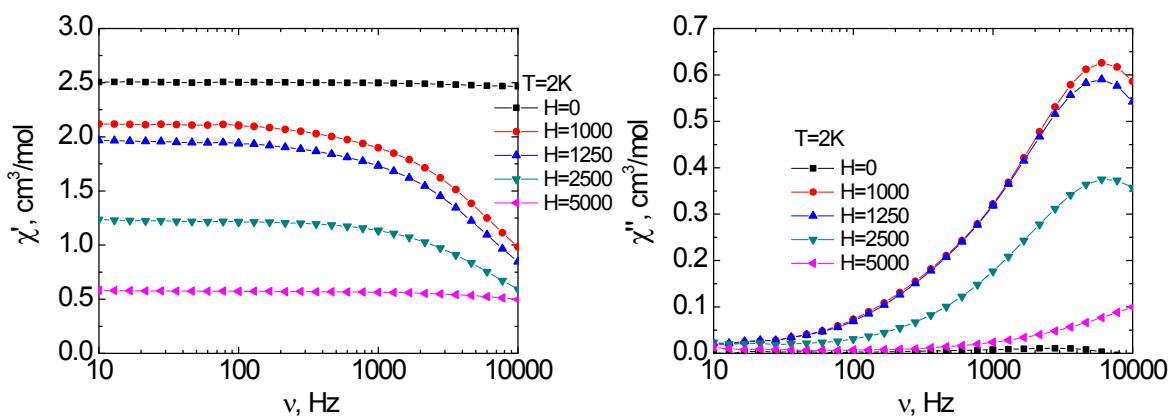 3.0
2.5
2.0
1.5
1.0
0.5
0.0
χ', cm³/mol
10
100
1000
10000
ν, Hz
T=2K
H=0
H=1000
H=1250
H=2500
H=5000
0.7
0.6
0.5
0.4
0.3
0.2
0.1
0.0
χ'', cm³/mol
10
100
1000
10000
ν, Hz
T=2K
H=0
H=1000
H=1250
H=2500
H=5000